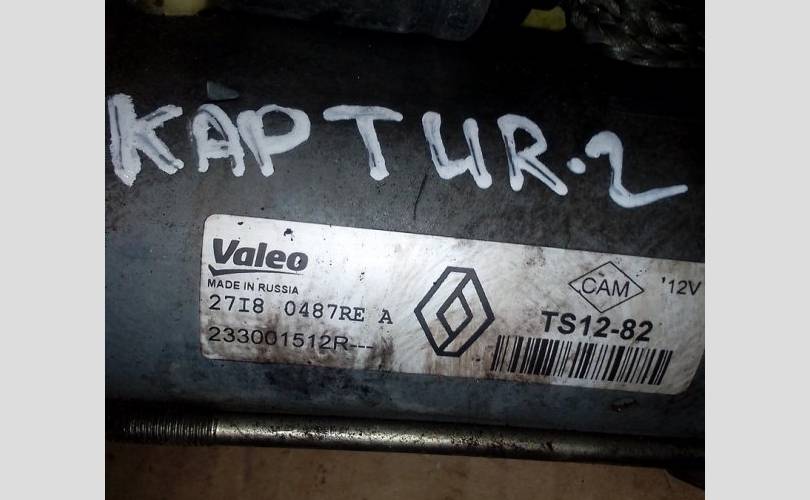 KAPTUR.2
Valeo
MADE IN RUSSIA
27I8 0487RE A
233001512R---
CAM
12V
TS12-82